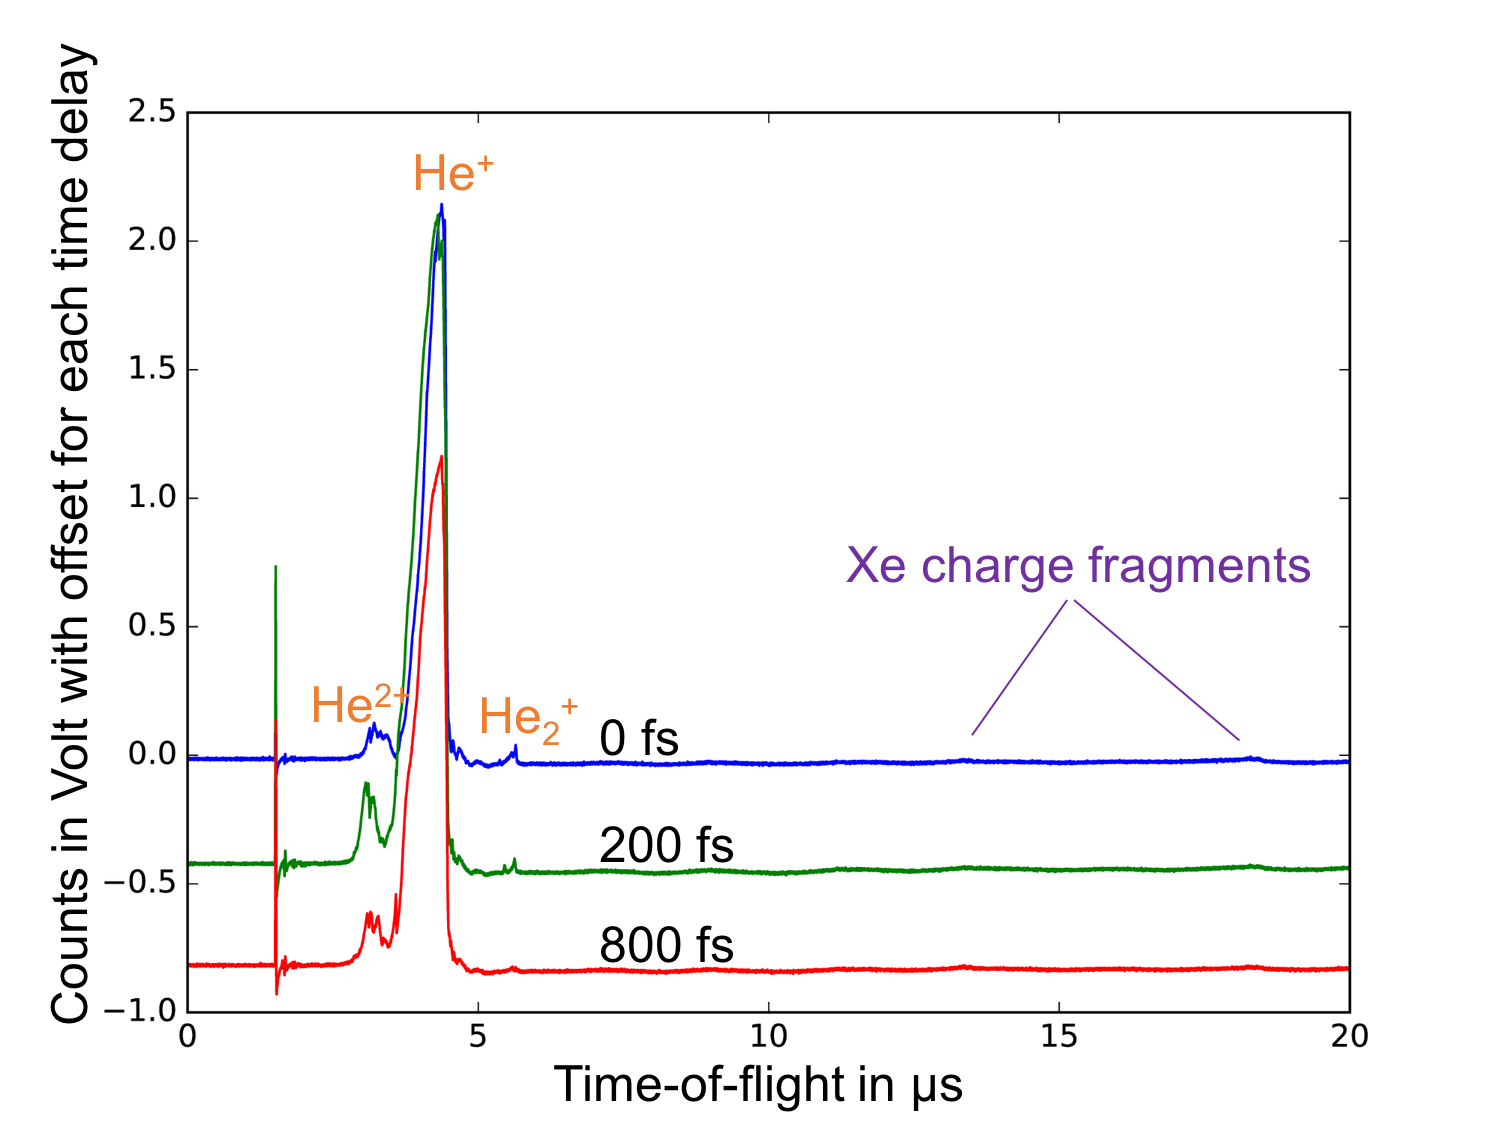 Counts in Volt with offset for each time delay
2.5
2.0
1.5
1.0
0.5
0.0
−0.5
−1.0
He⁺
He²⁺
He₂⁺
Xe charge fragments
0 fs
200 fs
800 fs
0 5 10 15 20
Time-of-flight in µs